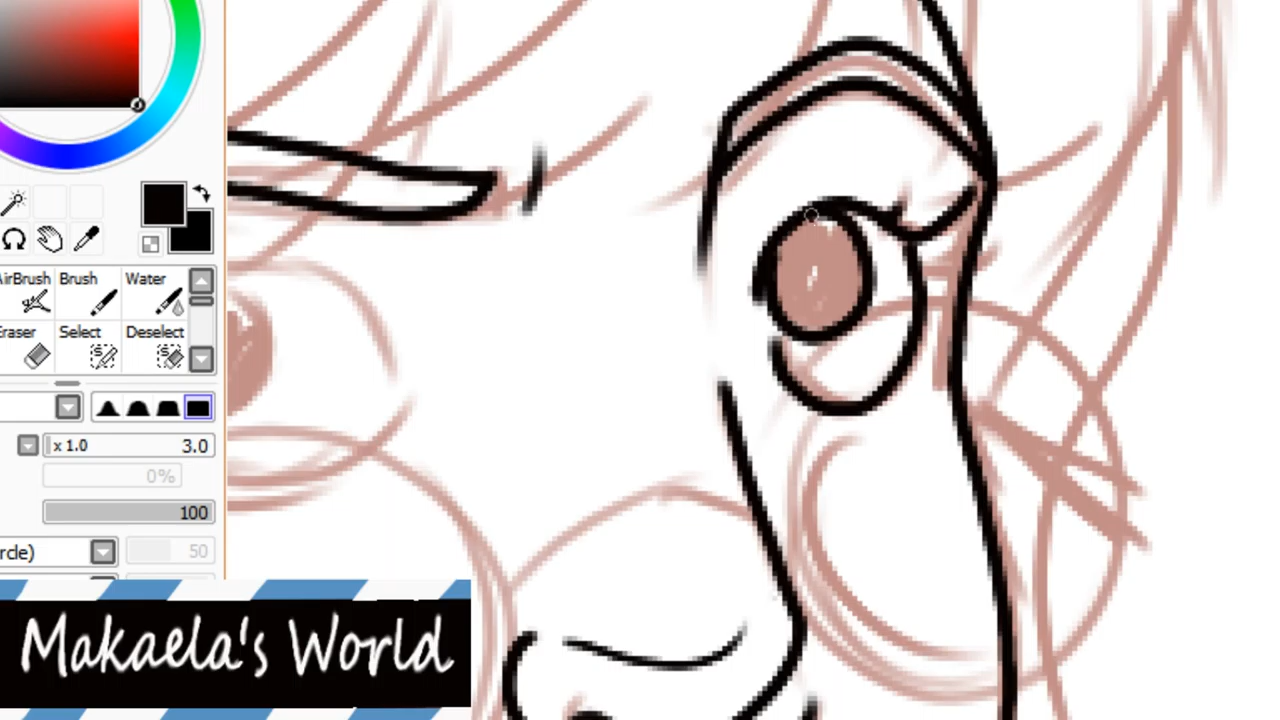 AirBrush Brush Water
Eraser Select Deselect
x 1.0 3.0
0%
100
rcle) 50
Makaela's World